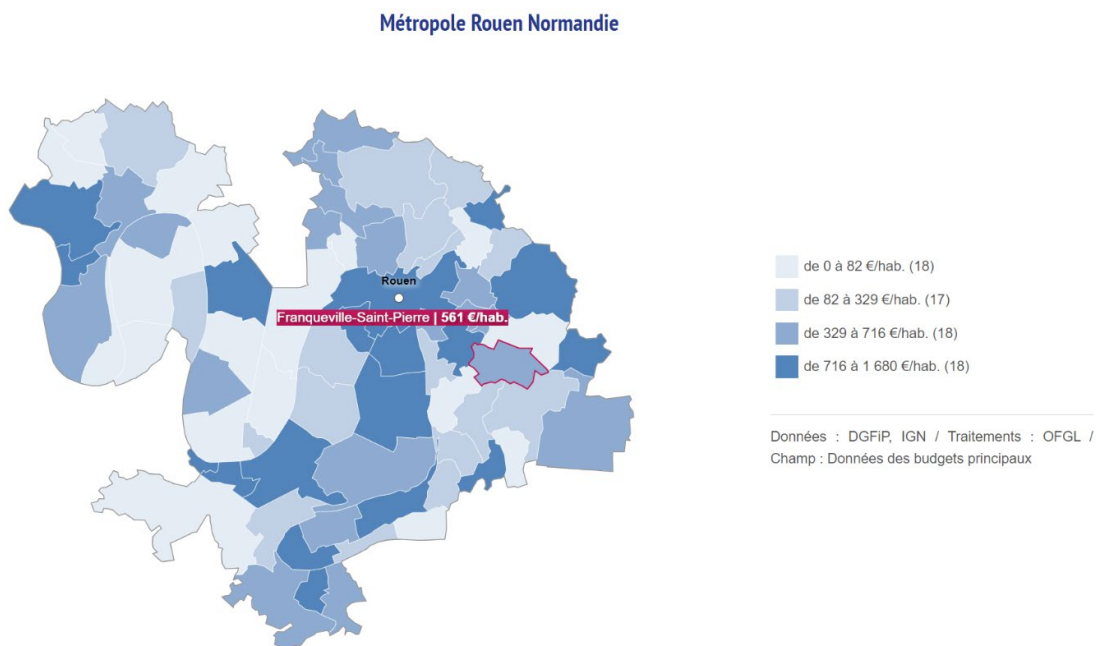 Métropole Rouen Normandie
Rouen
Franqueville-Saint-Pierre | 561 €/hab.
de 0 à 82 €/hab. (18)
de 82 à 329 €/hab. (17)
de 329 à 716 €/hab. (18)
de 716 à 1 680 €/hab. (18)
Données : DGFiP, IGN / Traitements : OFGL /
Champ : Données des budgets principaux